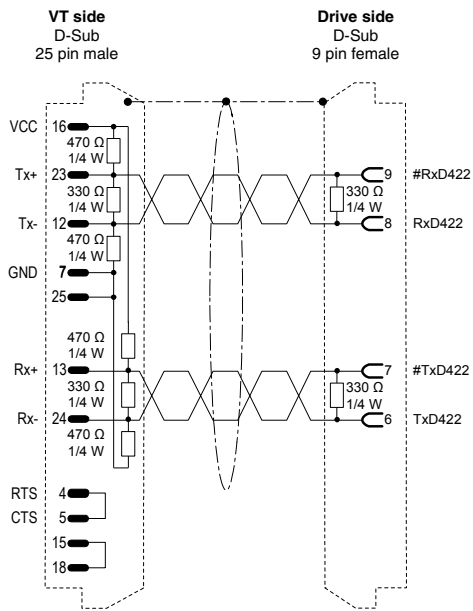 VT side
D-Sub
25 pin male
Drive side
D-Sub
9 pin female
VCC 16
470 Ω
1/4 W
Tx+ 23
330 Ω
1/4 W
Tx- 12
470 Ω
1/4 W
GND 7
25
9 #RxD422
330 Ω
1/4 W
8 RxD422
470 Ω
1/4 W
Rx+ 13
330 Ω
1/4 W
Rx- 24
470 Ω
1/4 W
7 #TxD422
330 Ω
1/4 W
6 TxD422
RTS 4
CTS 5
15
18